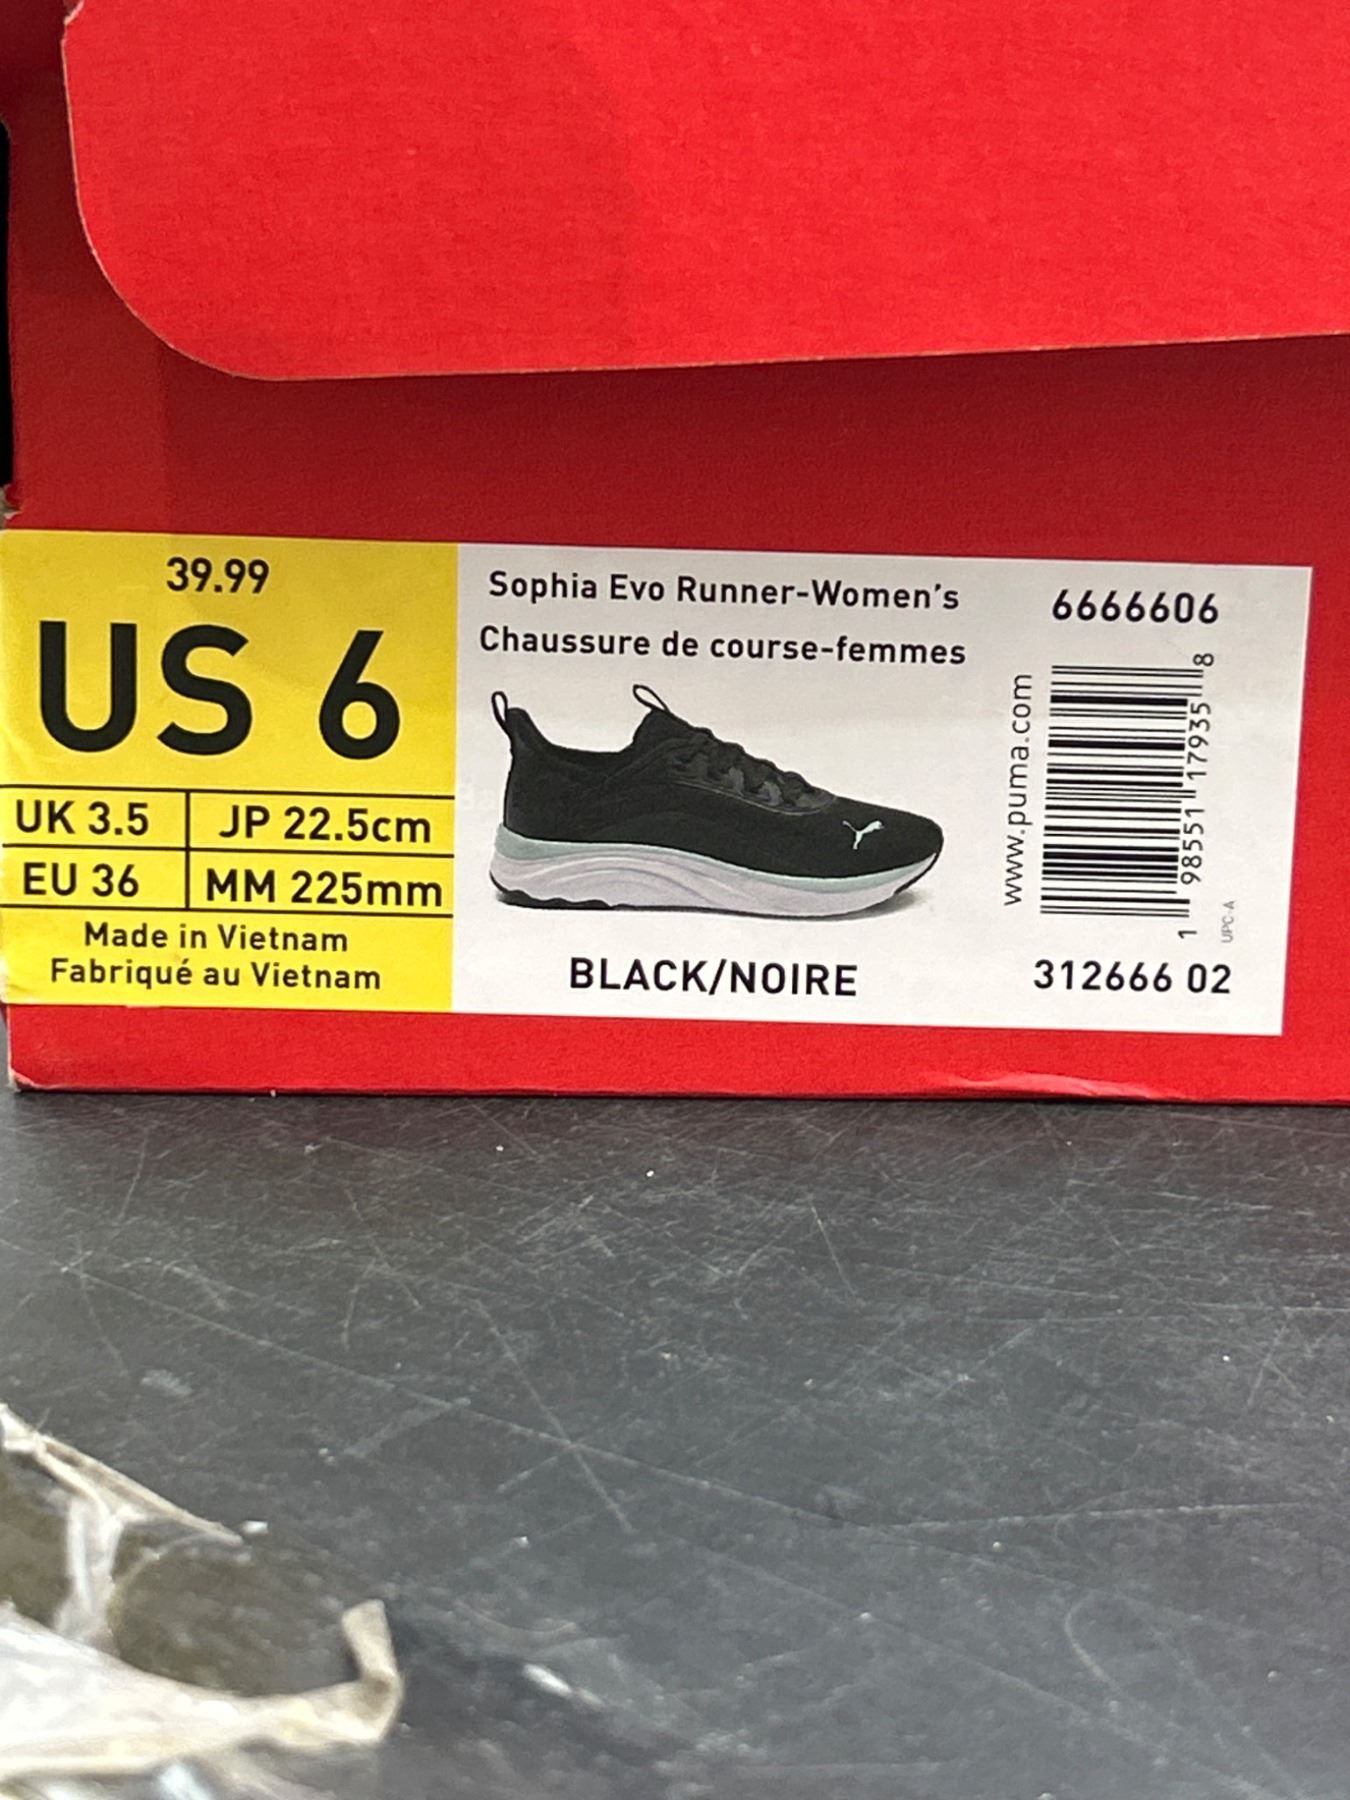 39.99
US 6
UK 3.5
JP 22.5cm
EU 36
MM 225mm
Made in Vietnam
Fabriqué au Vietnam
Sophia Evo Runner-Women's
Chaussure de course-femmes
BLACK/NOIRE
6666606
www.puma.com
1 98551 17935 8
UPC-A
312666 02